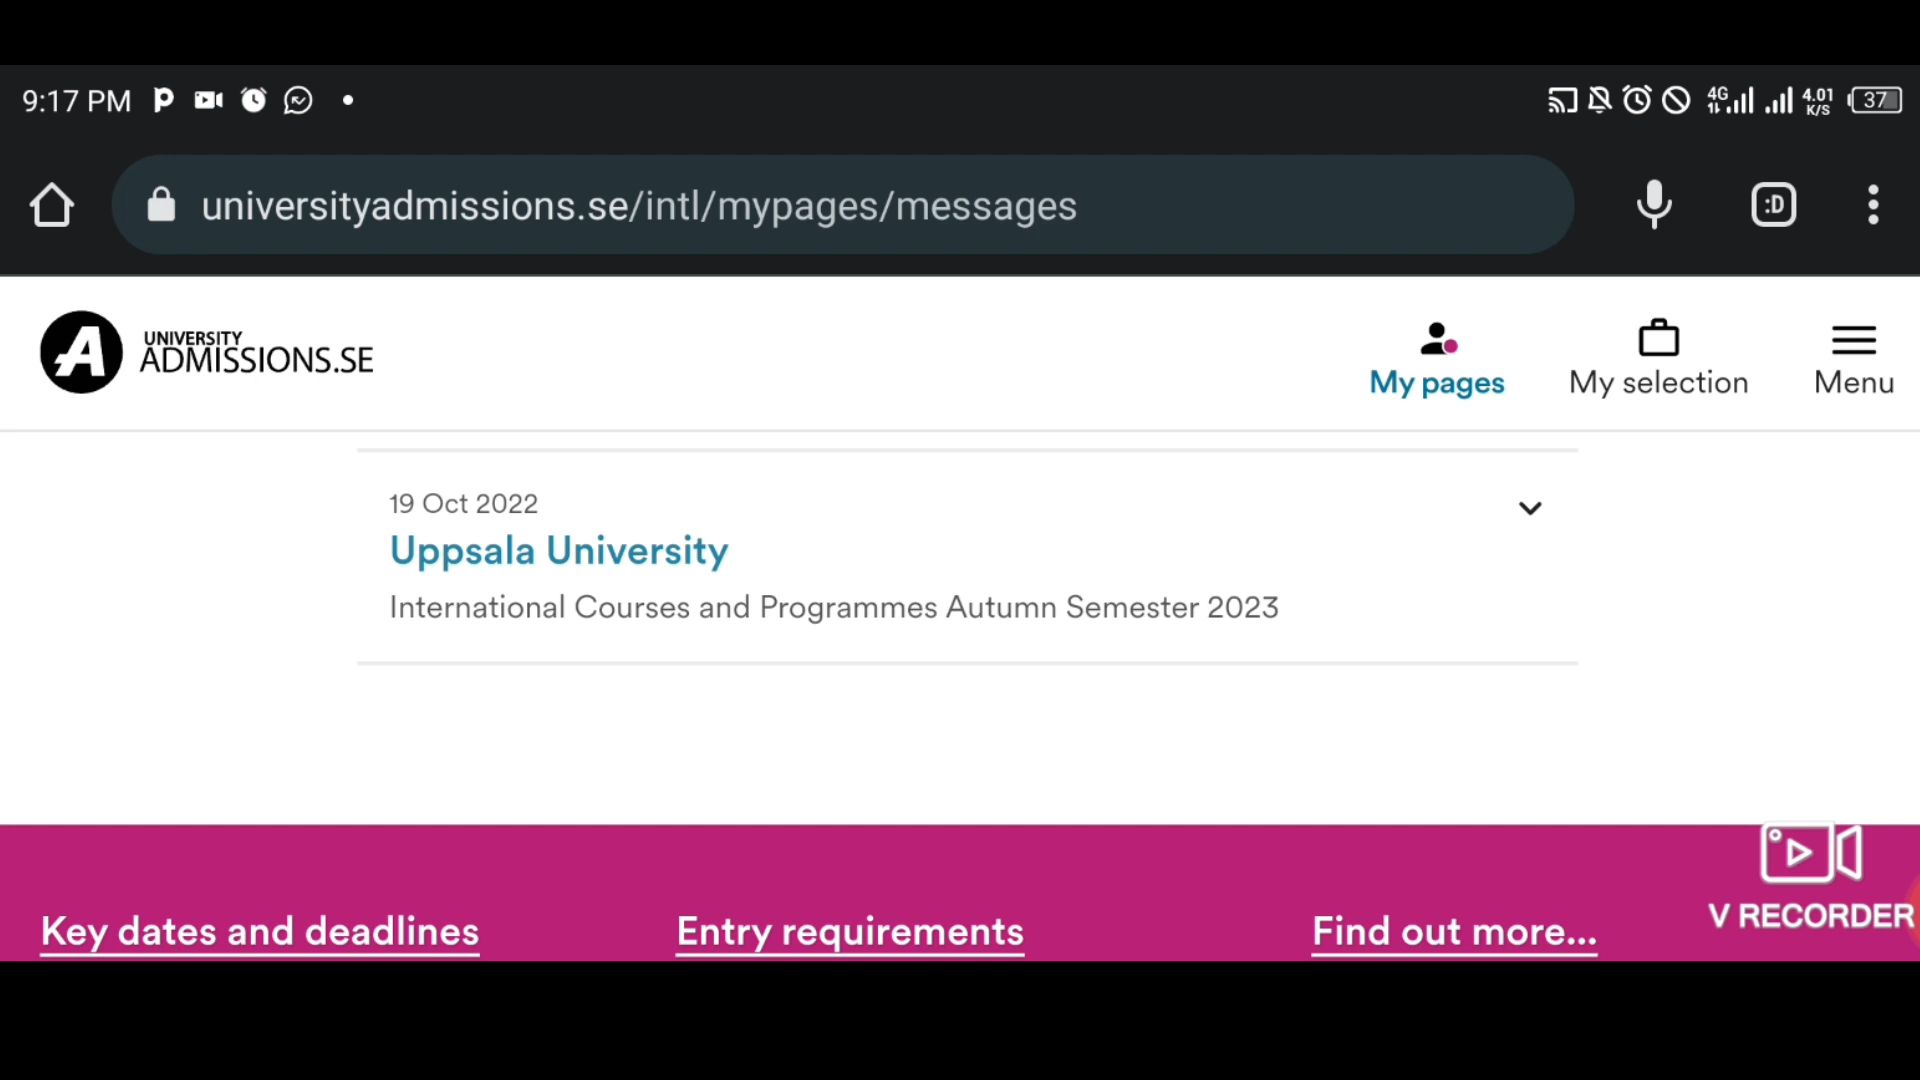 9:17 PM
4G
4.01
K/S
37
universityadmissions.se/intl/mypages/messages
:D
A
UNIVERSITY
ADMISSIONS.SE
My pages
My selection
Menu
19 Oct 2022
Uppsala University
International Courses and Programmes Autumn Semester 2023
V RECORDER
Key dates and deadlines
Entry requirements
Find out more...